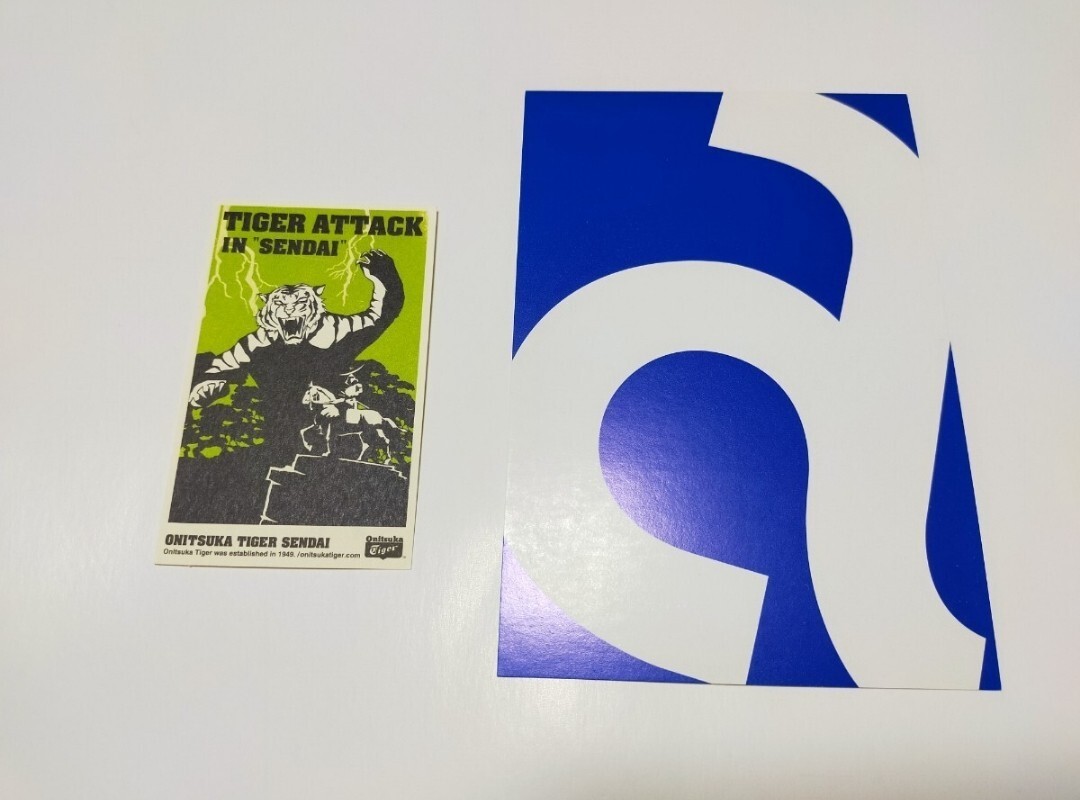 TIGER ATTACK
IN "SENDAI"
ONITSUKA TIGER SENDAI
Onitsuka Tiger was established in 1949. /onitsukatiger.com
Onitsuka
Tiger